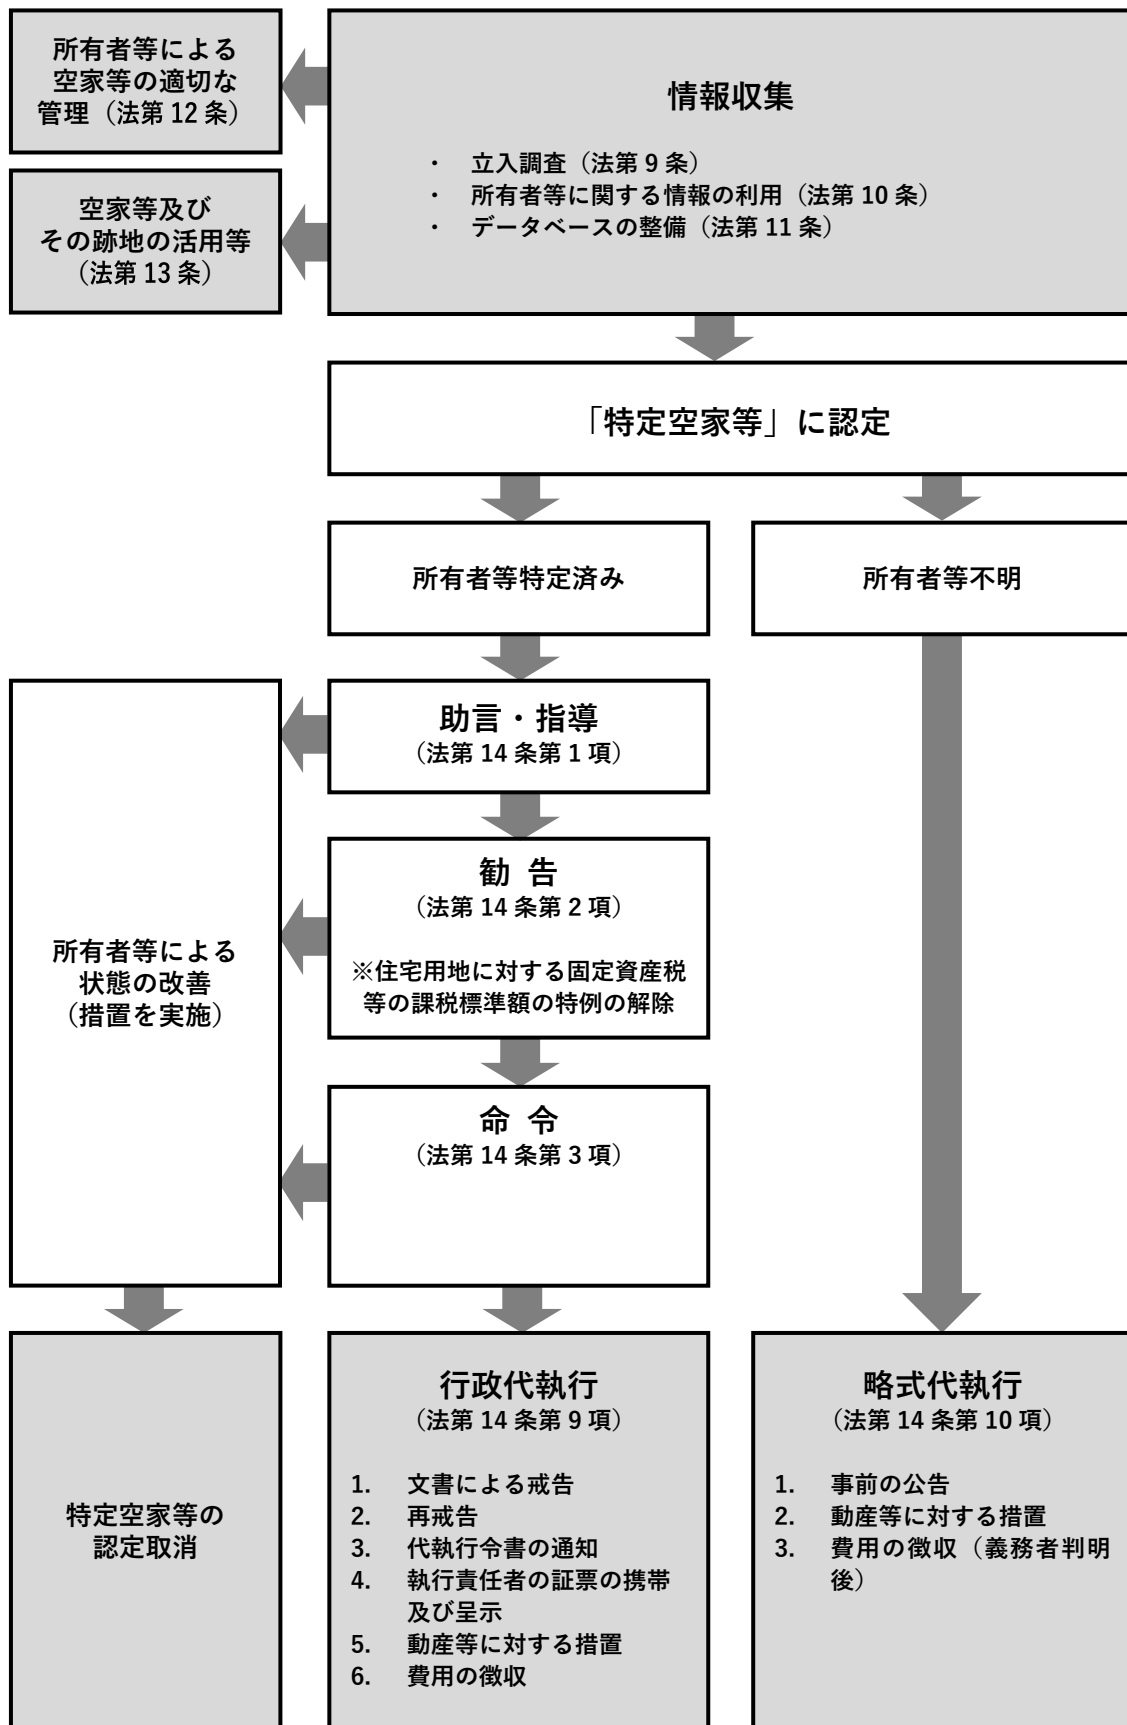 所有者等による
空家等の適切な
管理（法第 12 条）
情報収集
・ 立入調査（法第 9 条）
・ 所有者等に関する情報の利用（法第 10 条）
・ データベースの整備（法第 11 条）
空家等及び
その跡地の活用等
（法第 13 条）
「特定空家等」に認定
所有者等特定済み
所有者等不明
助言・指導
（法第 14 条第 1 項）
勧 告
（法第 14 条第 2 項）
※住宅用地に対する固定資産税
等の課税標準額の特例の解除
所有者等による
状態の改善
（措置を実施）
命 令
（法第 14 条第 3 項）
特定空家等の
認定取消
行政代執行
（法第 14 条第 9 項）
1. 文書による戒告
2. 再戒告
3. 代執行令書の通知
4. 執行責任者の証票の携帯
及び呈示
5. 動産等に対する措置
6. 費用の徴収
略式代執行
（法第 14 条第 10 項）
1. 事前の公告
2. 動産等に対する措置
3. 費用の徴収（義務者判明
後）